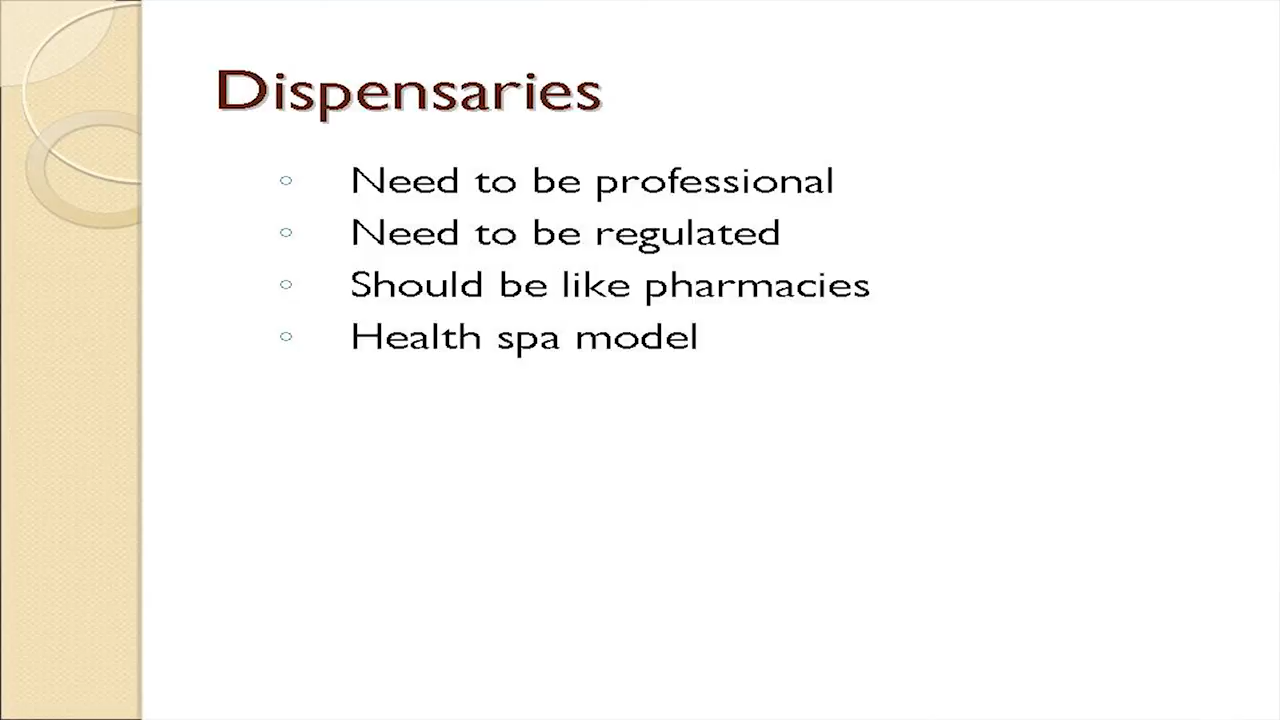 Dispensaries
Need to be professional
Need to be regulated
Should be like pharmacies
Health spa model